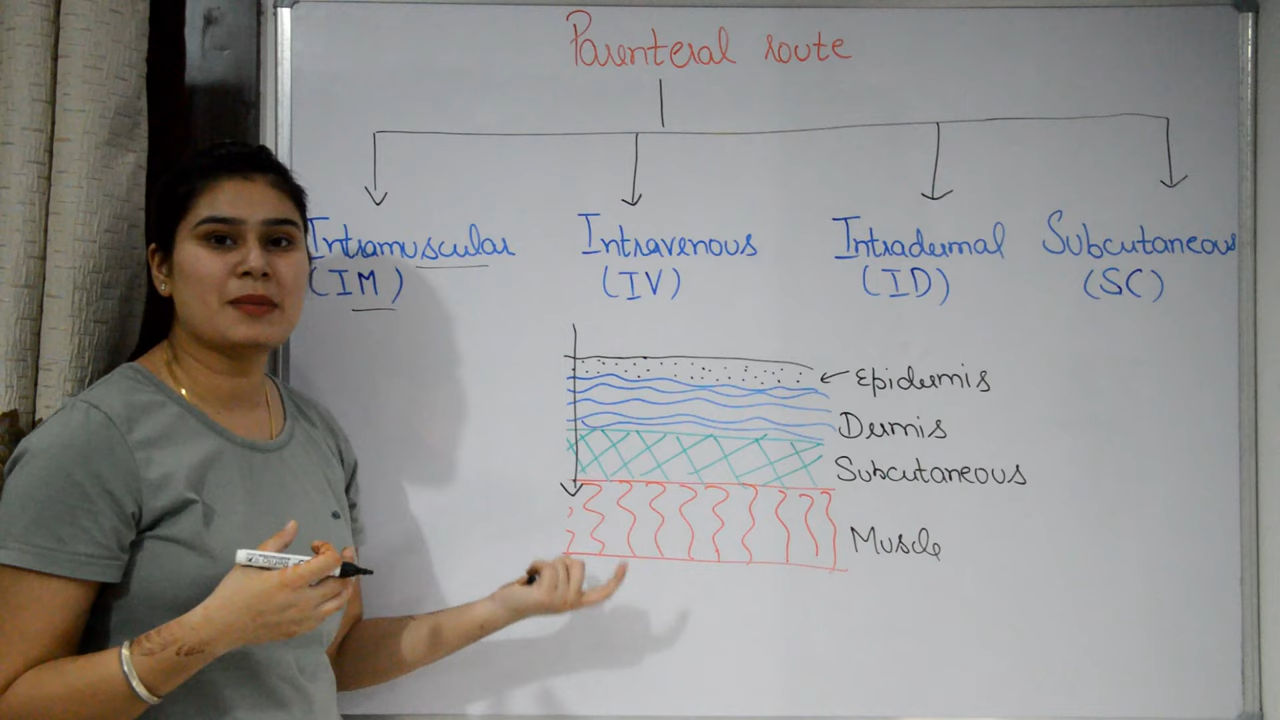 Parenteral route
Intramuscular
(IM)
Intravenous
(IV)
Intradermal
(ID)
Subcutaneous
(SC)
Epidermis
Dermis
Subcutaneous
Muscle